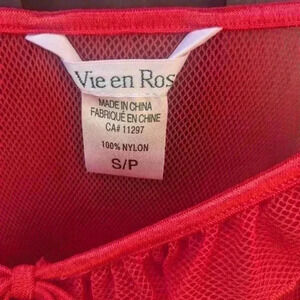 Vie en Ros
MADE IN CHINA
FABRIQUÉ EN CHINE
CA# 11297
100% NYLON
S/P